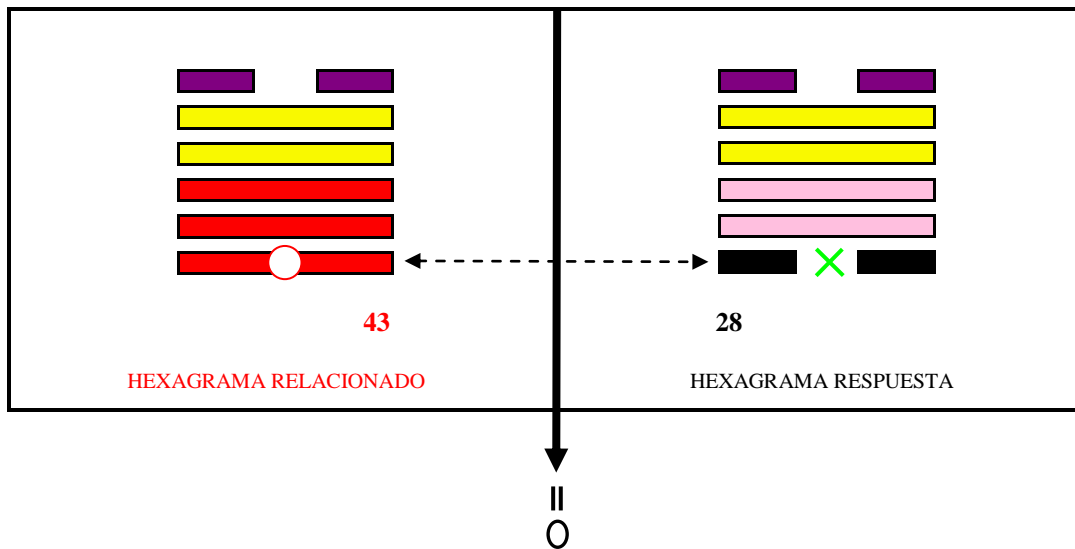 43
28
HEXAGRAMA RELACIONADO
HEXAGRAMA RESPUESTA
=
O